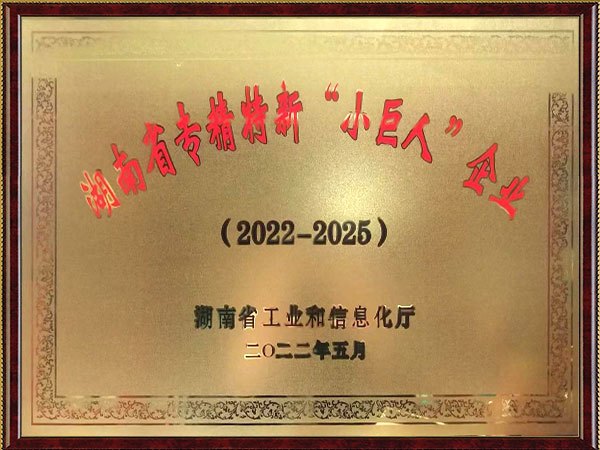 湖南省专精特新“小巨人”企业
（2022-2025）
湖南省工业和信息化厅
二〇二二年五月